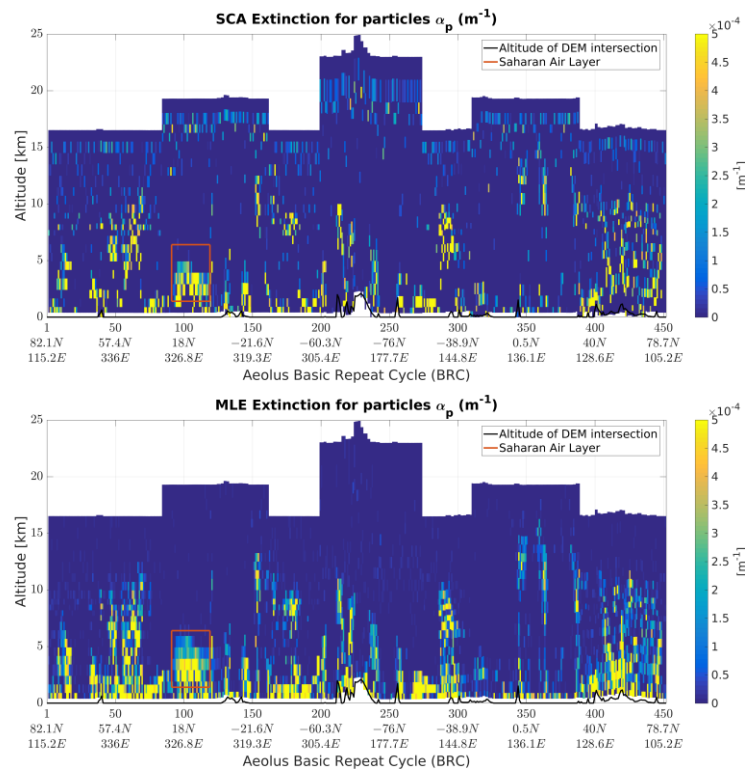 SCA Extinction for particles α_p (m⁻¹)
25
20
15
10
5
0
Altitude [km]
Altitude of DEM intersection
Saharan Air Layer
×10⁻⁴
5
4.5
4
3.5
3
2.5
2
1.5
1
0.5
0
[m⁻¹]
1 50 100 150 200 250 300 350 400 450
82.1N 57.4N 18N −21.6N −60.3N −76N −38.9N 0.5N 40N 78.7N
115.2E 336E 326.8E 319.3E 305.4E 177.7E 144.8E 136.1E 128.6E 105.2E
Aeolus Basic Repeat Cycle (BRC)
MLE Extinction for particles α_p (m⁻¹)
25
20
15
10
5
0
Altitude [km]
Altitude of DEM intersection
Saharan Air Layer
×10⁻⁴
5
4.5
4
3.5
3
2.5
2
1.5
1
0.5
0
[m⁻¹]
1 50 100 150 200 250 300 350 400 450
82.1N 57.4N 18N −21.6N −60.3N −76N −38.9N 0.5N 40N 78.7N
115.2E 336E 326.8E 319.3E 305.4E 177.7E 144.8E 136.1E 128.6E 105.2E
Aeolus Basic Repeat Cycle (BRC)